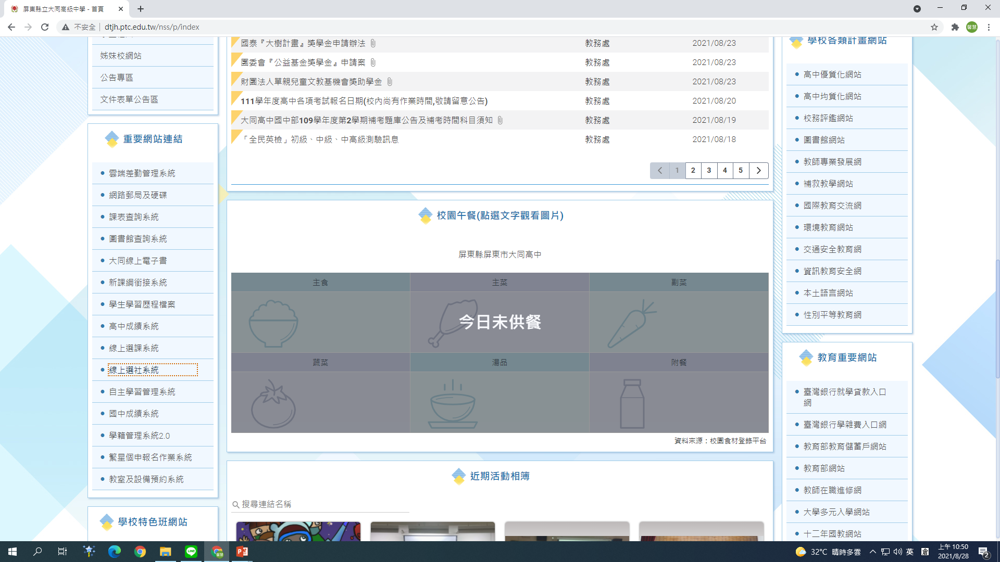 屏東縣立大同高級中學 - 首頁
不安全
dtjh.ptc.edu.tw/nss/p/index
馨慧
姊妹校網站
公告專區
文件表單公告區
重要網站連結
雲端差勤管理系統
網路郵局及硬碟
課表查詢系統
圖書館查詢系統
大同線上電子書
新課綱銜接系統
學生學習歷程檔案
高中成績系統
線上選課系統
線上選社系統
自主學習管理系統
國中成績系統
學籍管理系統2.0
繁星個申報名作業系統
教室及設備預約系統
學校特色班網站
國泰『大樹計畫』獎學金申請辦法 教務處 2021/08/23
團委會『公益基金獎學金』申請案 教務處 2021/08/23
財團法人單親兒童文教基機會獎助學金 教務處 2021/08/23
111學年度高中各項考試報名日期(校內尚有作業時間,敬請留意公告) 教務處 2021/08/20
大同高中國中部109學年度第2學期補考題庫公告及補考時間科目須知 教務處 2021/08/19
「全民英檢」初級、中級、中高級測驗訊息 教務處 2021/08/18
1 2 3 4 5
校園午餐(點選文字觀看圖片)
屏東縣屏東市大同高中
主食 主菜 副菜
今日未供餐
蔬菜 湯品 附餐
資料來源：校園食材登錄平台
近期活動相簿
搜尋連結名稱
學校各類計畫網站
高中優質化網站
高中均質化網站
校務評鑑網站
圖書館網站
教師專業發展網
補救教學網站
國際教育交流網
環境教育網站
交通安全教育網
資訊教育安全網
本土語言網站
性別平等教育網
教育重要網站
臺灣銀行就學貸款入口
網
臺灣銀行學雜費入口網
教育部教育儲蓄戶網站
教育部網站
教師在職進修網
大學多元入學網站
十二年國教網站
LINE
馨慧
32°C 晴時多雲
英
上午 10:50
2021/8/28
2